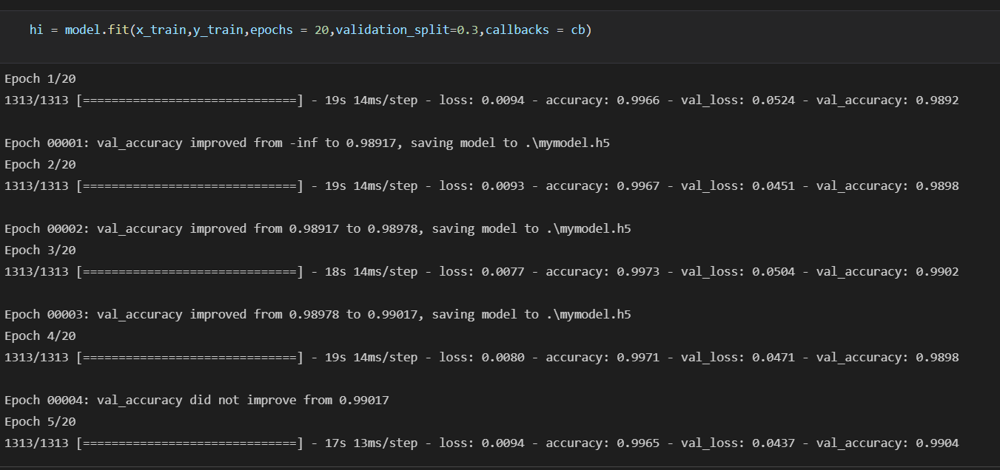 hi = model.fit(x_train,y_train,epochs = 20,validation_split=0.3,callbacks = cb)
Epoch 1/20
1313/1313 [==============================] - 19s 14ms/step - loss: 0.0094 - accuracy: 0.9966 - val_loss: 0.0524 - val_accuracy: 0.9892
Epoch 00001: val_accuracy improved from -inf to 0.98917, saving model to .\mymodel.h5
Epoch 2/20
1313/1313 [==============================] - 19s 14ms/step - loss: 0.0093 - accuracy: 0.9967 - val_loss: 0.0451 - val_accuracy: 0.9898
Epoch 00002: val_accuracy improved from 0.98917 to 0.98978, saving model to .\mymodel.h5
Epoch 3/20
1313/1313 [==============================] - 18s 14ms/step - loss: 0.0077 - accuracy: 0.9973 - val_loss: 0.0504 - val_accuracy: 0.9902
Epoch 00003: val_accuracy improved from 0.98978 to 0.99017, saving model to .\mymodel.h5
Epoch 4/20
1313/1313 [==============================] - 19s 14ms/step - loss: 0.0080 - accuracy: 0.9971 - val_loss: 0.0471 - val_accuracy: 0.9898
Epoch 00004: val_accuracy did not improve from 0.99017
Epoch 5/20
1313/1313 [==============================] - 17s 13ms/step - loss: 0.0094 - accuracy: 0.9965 - val_loss: 0.0437 - val_accuracy: 0.9904